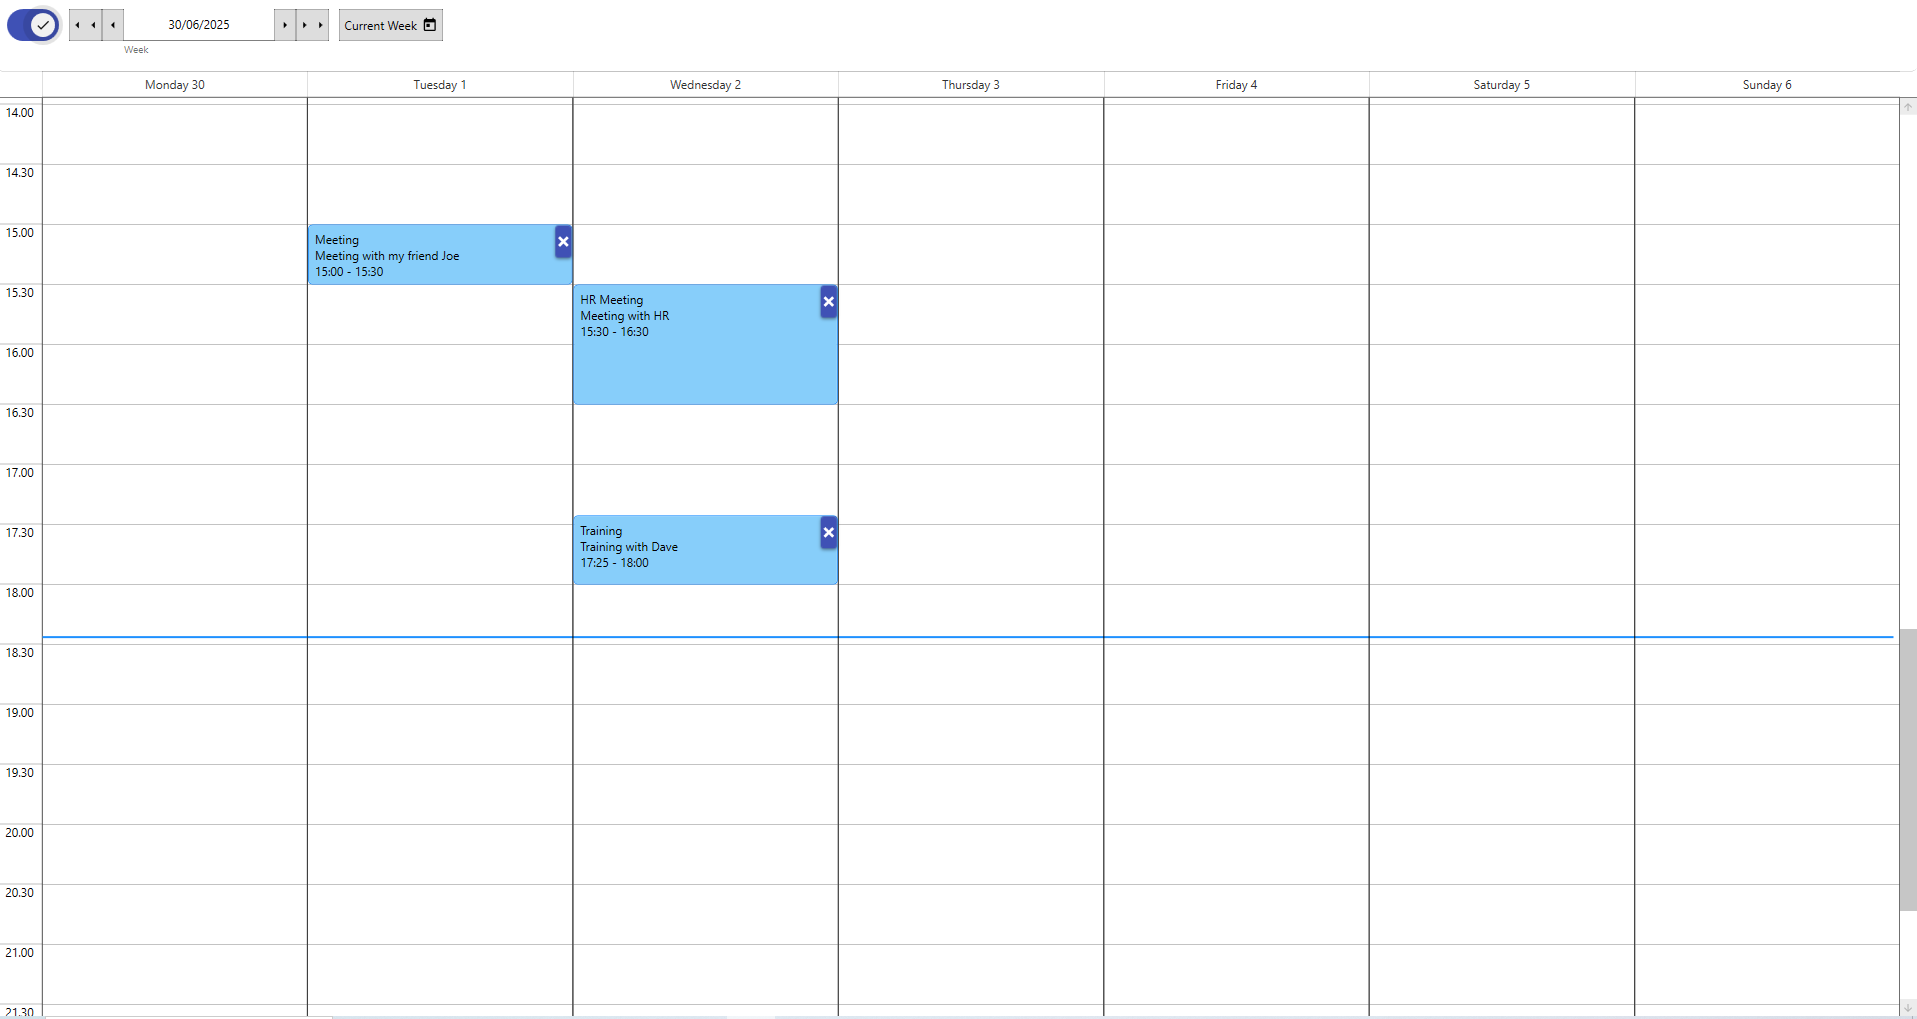 30/06/2025
Current Week
Week
Monday 30
Tuesday 1
Wednesday 2
Thursday 3
Friday 4
Saturday 5
Sunday 6
14.00
14.30
15.00
Meeting
Meeting with my friend Joe
15:00 - 15:30
15.30
HR Meeting
Meeting with HR
15:30 - 16:30
16.00
16.30
17.00
17.30
Training
Training with Dave
17:25 - 18:00
18.00
18.30
19.00
19.30
20.00
20.30
21.00
21.30